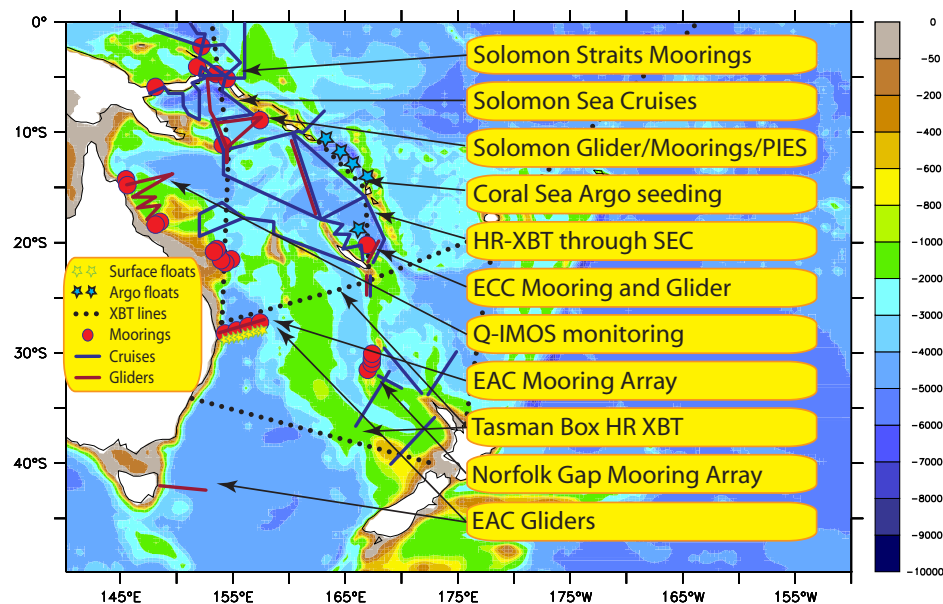 0°
10°S
20°S
30°S
40°S
145°E
155°E
165°E
175°E
175°W
165°W
155°W
Solomon Straits Moorings
Solomon Sea Cruises
Solomon Glider/Moorings/PIES
Coral Sea Argo seeding
HR-XBT through SEC
ECC Mooring and Glider
Q-IMOS monitoring
EAC Mooring Array
Tasman Box HR XBT
Norfolk Gap Mooring Array
EAC Gliders
Surface floats
Argo floats
XBT lines
Moorings
Cruises
Gliders
0
-50
-200
-400
-600
-800
-1000
-2000
-3000
-4000
-5000
-6000
-7000
-8000
-9000
-10000